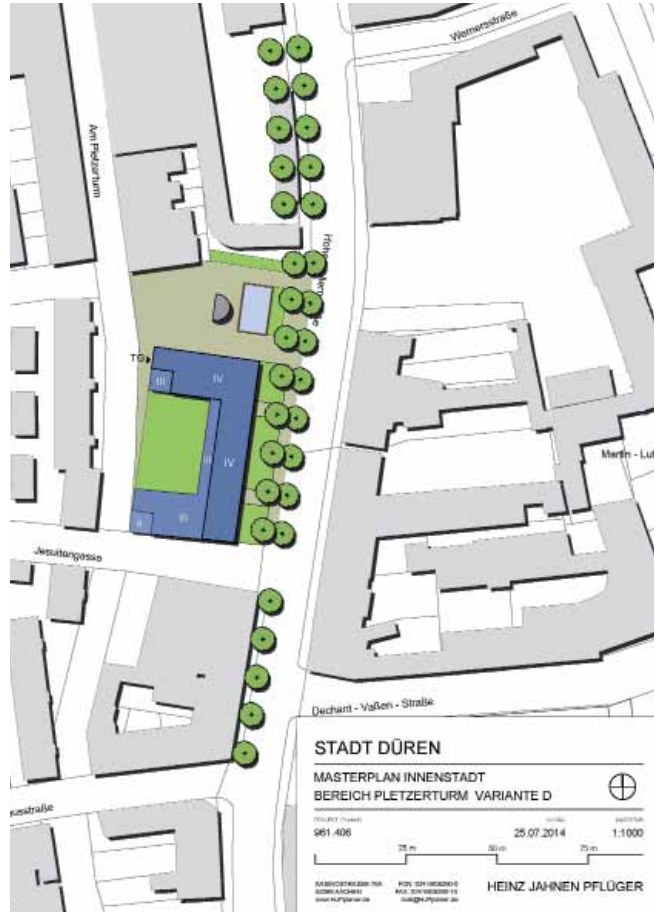 Wernersstraße
Am Pletzerturm
TG
III
IV
III
IV
III
II
Martin - Lut
Jesuitengasse
Dechant - Vaßen - Straße
STADT DÜREN
MASTERPLAN INNENSTADT
BEREICH PLETZERTURM VARIANTE D
961.406
25.07.2014
1:1000
25 m
50 m
75 m
HEINZ JAHNEN PFLÜGER